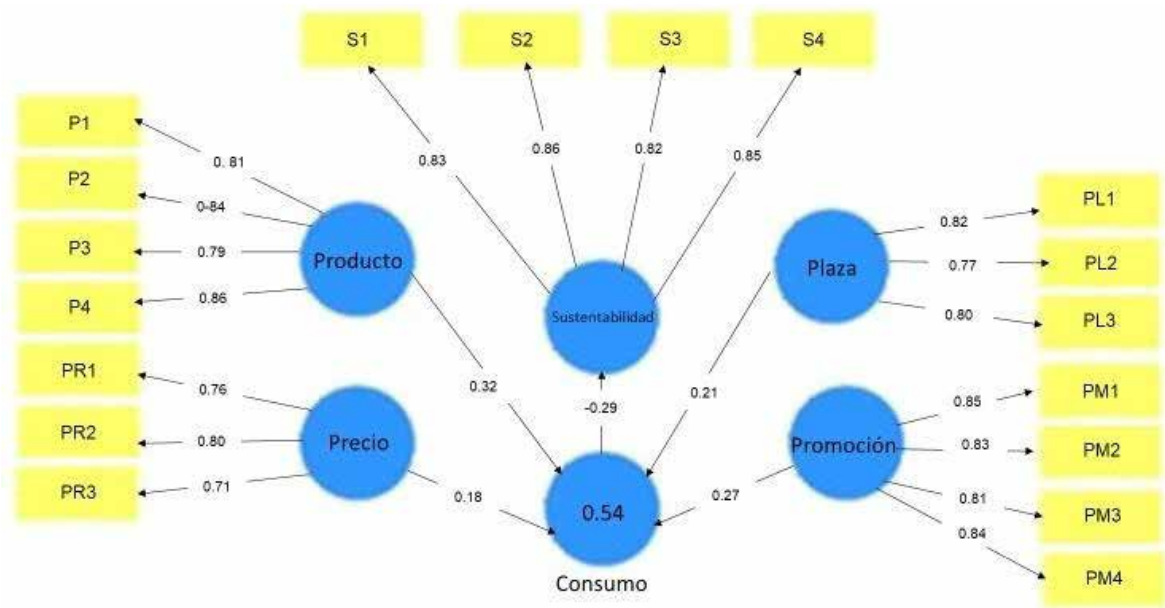 S1
S2
S3
S4
0.83
0.86
0.82
0.85
P1
P2
P3
P4
0. 81
0-84
0.79
0.86
Producto
Sustentabilidad
Plaza
0.82
0.77
0.80
PL1
PL2
PL3
PR1
PR2
PR3
0.76
0.80
0.71
Precio
0.32
-0.29
0.21
0.18
0.27
0.54
Consumo
Promoción
0.85
0.83
0.81
0.84
PM1
PM2
PM3
PM4